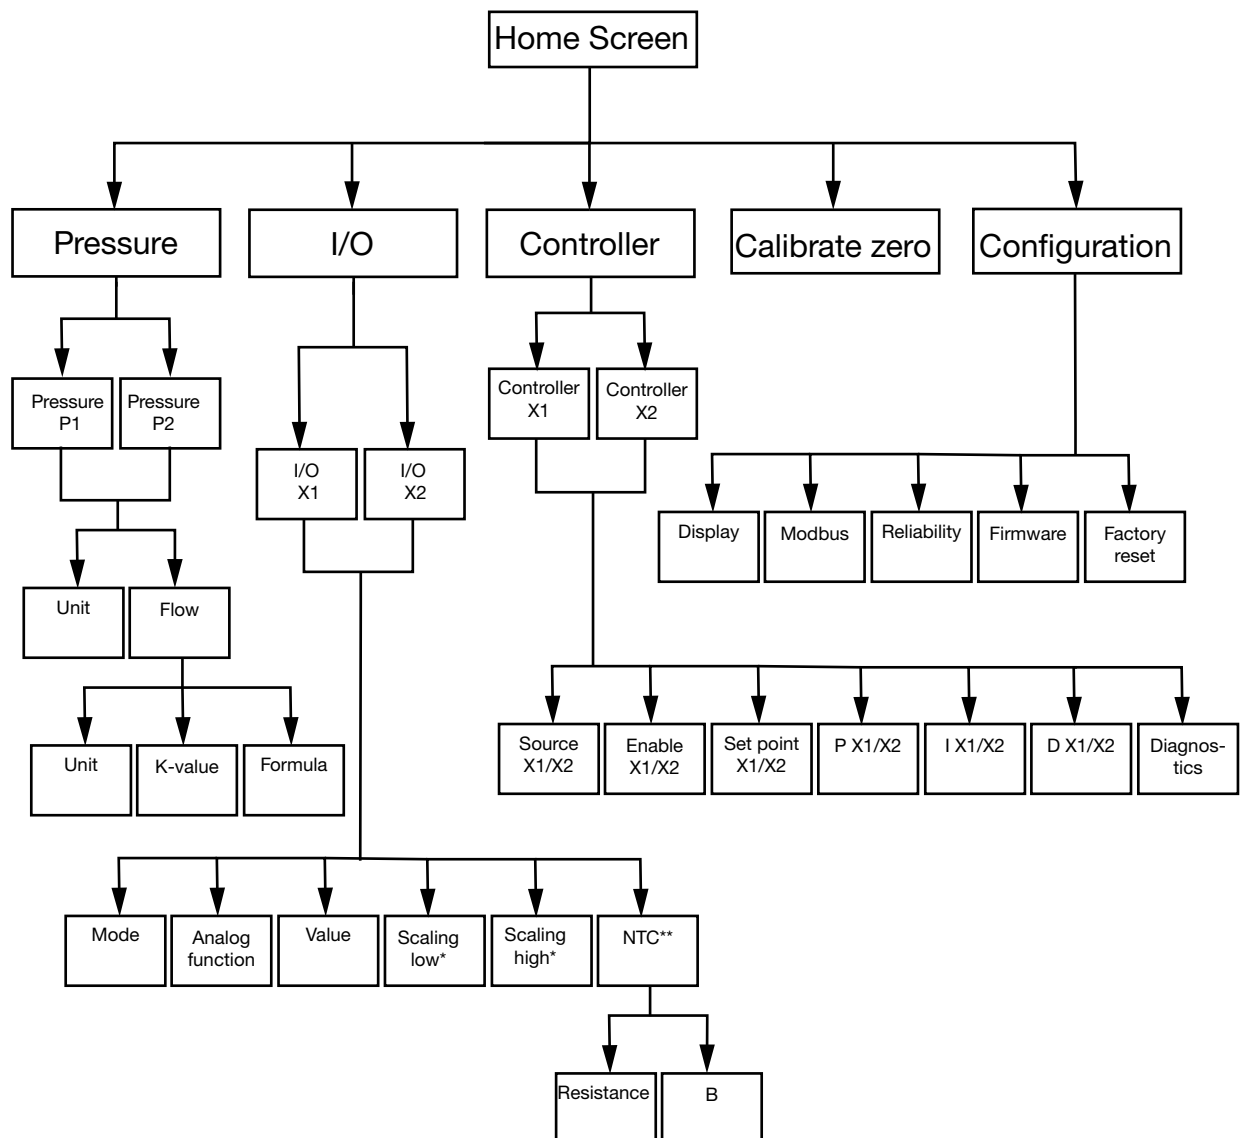 Home Screen
Pressure
I/O
Controller
Calibrate zero
Configuration
Pressure
P1
Pressure
P2
I/O
X1
I/O
X2
Controller
X1
Controller
X2
Display
Modbus
Reliability
Firmware
Factory
reset
Unit
Flow
Unit
K-value
Formula
Source
X1/X2
Enable
X1/X2
Set point
X1/X2
P X1/X2
I X1/X2
D X1/X2
Diagnos-
tics
Mode
Analog
function
Value
Scaling
low*
Scaling
high*
NTC**
Resistance
B